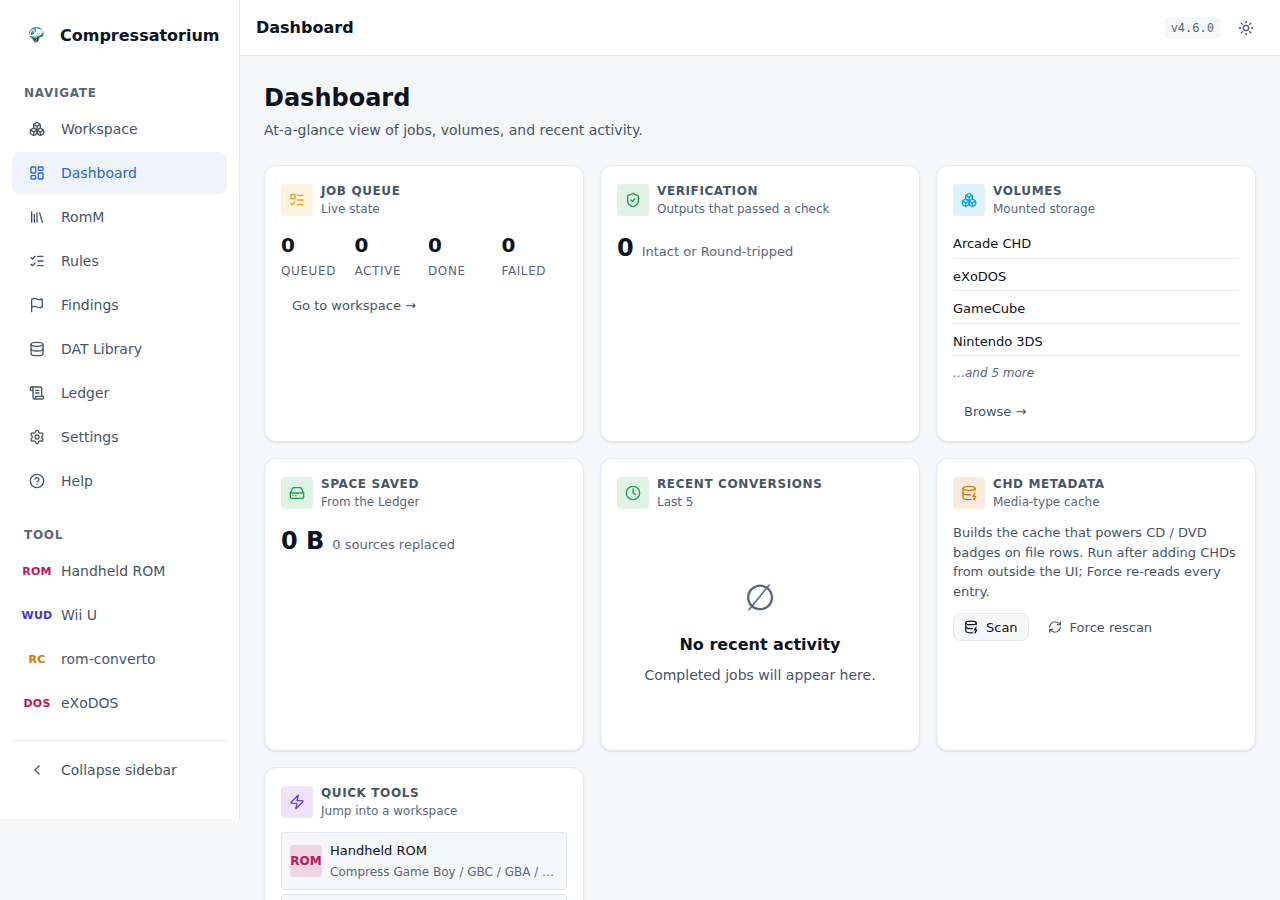 Compressatorium
NAVIGATE
Workspace
Dashboard
RomM
Rules
Findings
DAT Library
Ledger
Settings
Help
TOOL
ROM Handheld ROM
WUD Wii U
RC rom-converto
DOS eXoDOS
Collapse sidebar
Dashboard
v4.6.0
Dashboard
At-a-glance view of jobs, volumes, and recent activity.
JOB QUEUE
Live state
0 0 0 0
QUEUED ACTIVE DONE FAILED
Go to workspace →
VERIFICATION
Outputs that passed a check
0 Intact or Round-tripped
VOLUMES
Mounted storage
Arcade CHD
eXoDOS
GameCube
Nintendo 3DS
…and 5 more
Browse →
SPACE SAVED
From the Ledger
0 B 0 sources replaced
RECENT CONVERSIONS
Last 5
∅
No recent activity
Completed jobs will appear here.
CHD METADATA
Media-type cache
Builds the cache that powers CD / DVD
badges on file rows. Run after adding CHDs
from outside the UI; Force re-reads every
entry.
Scan Force rescan
QUICK TOOLS
Jump into a workspace
ROM
Handheld ROM
Compress Game Boy / GBC / GBA / …